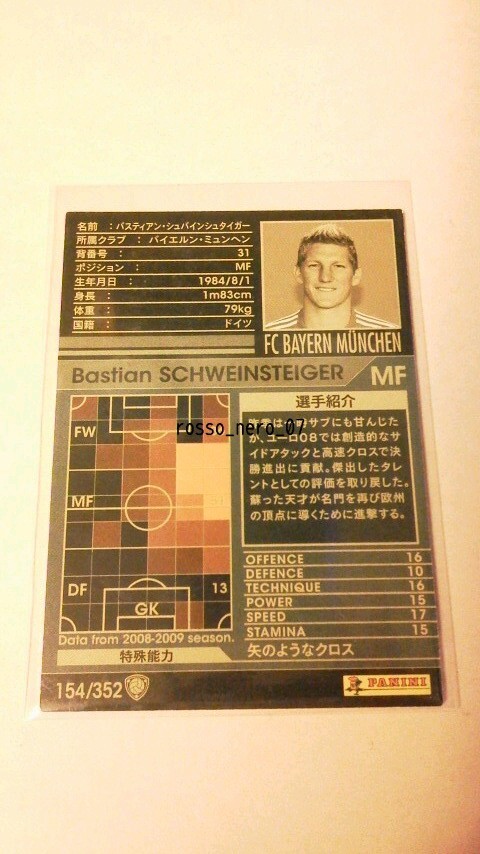 名前 : バスティアン・シュバインシュタイガー
所属クラブ : バイエルン・ミュンヘン
背番号 : 31
ポジション : MF
生年月日 : 1984/8/1
身長 : 1m83cm
体重 : 79kg
国籍 : ドイツ
FC BAYERN MÜNCHEN
Bastian SCHWEINSTEIGER MF
選手紹介
rosso_nero_07
サブにも甘んじた
が、ユーロ08では創造的なサ
イドアタックと高速クロスで決
勝進出に貢献。傑出したタレ
ントとしての評価を取り戻した。
蘇った天才が名門を再び欧州
の頂点に導くために進撃する。
FW
MF
DF 13
GK
Data from 2008-2009 season.
OFFENCE 16
DEFENCE 10
TECHNIQUE 16
POWER 15
SPEED 17
STAMINA 15
特殊能力
矢のようなクロス
154/352
PANINI